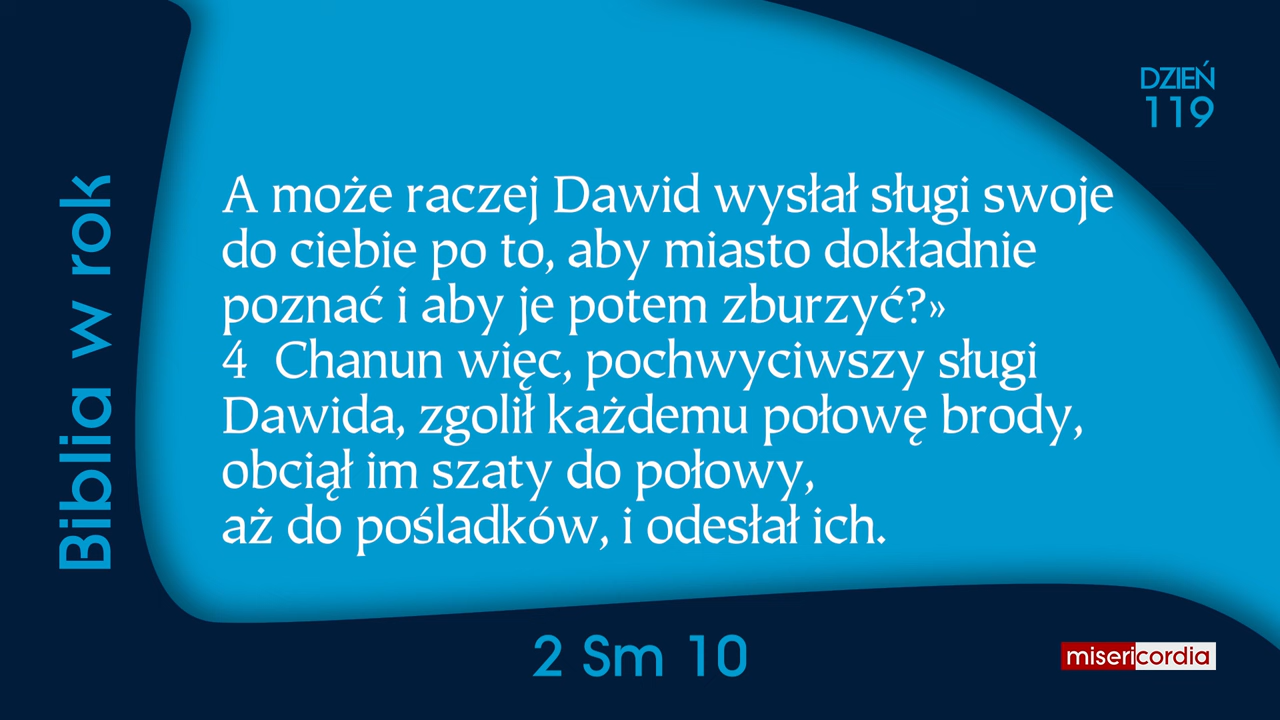 DZIEŃ
119
Biblia w rok
A może raczej Dawid wysłał sługi swoje
do ciebie po to, aby miasto dokładnie
poznać i aby je potem zburzyć?»
4 Chanun więc, pochwyciwszy sługi
Dawida, zgolił każdemu połowę brody,
obciął im szaty do połowy,
aż do pośladków, i odesłał ich.
2 Sm 10
misericordia